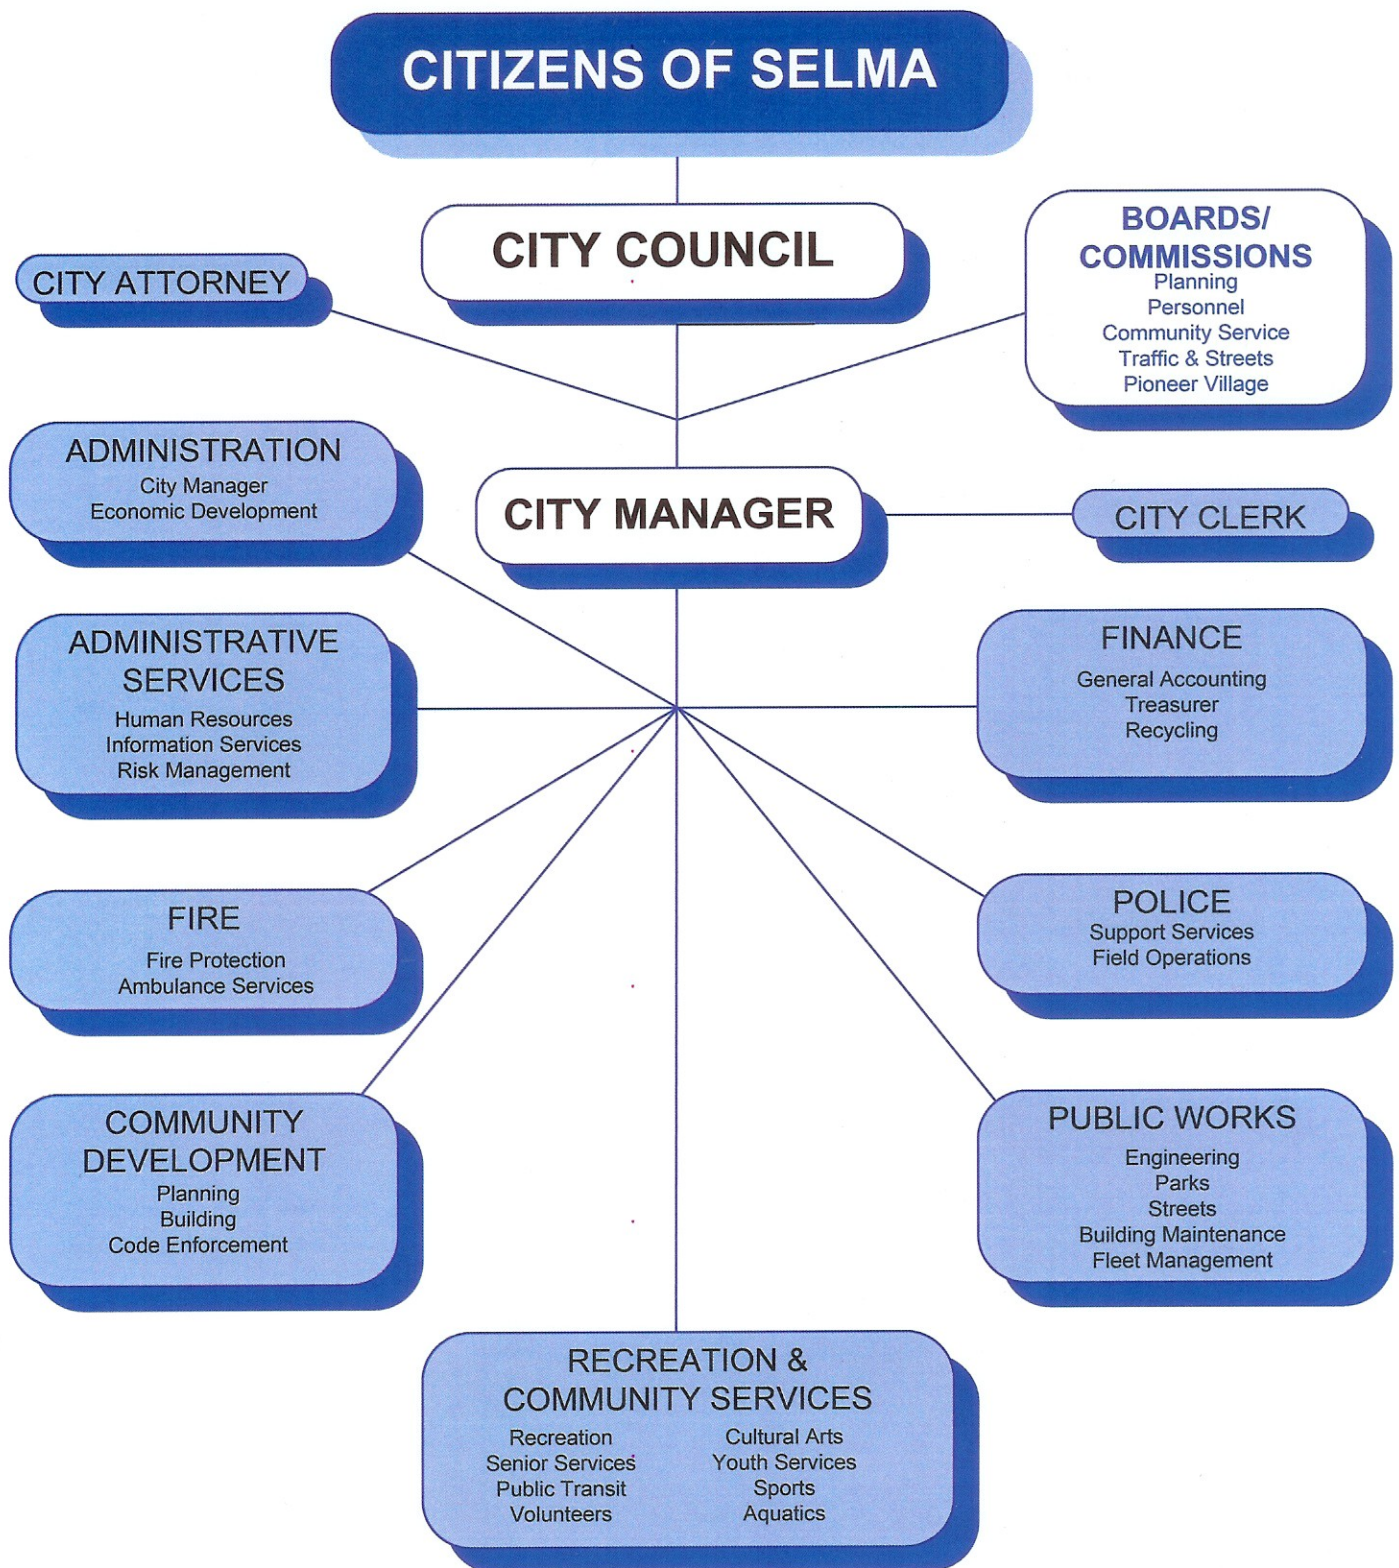 CITIZENS OF SELMA
CITY COUNCIL
CITY ATTORNEY
BOARDS/
COMMISSIONS
Planning
Personnel
Community Service
Traffic & Streets
Pioneer Village
ADMINISTRATION
City Manager
Economic Development
CITY MANAGER
CITY CLERK
ADMINISTRATIVE
SERVICES
Human Resources
Information Services
Risk Management
FINANCE
General Accounting
Treasurer
Recycling
FIRE
Fire Protection
Ambulance Services
POLICE
Support Services
Field Operations
COMMUNITY
DEVELOPMENT
Planning
Building
Code Enforcement
PUBLIC WORKS
Engineering
Parks
Streets
Building Maintenance
Fleet Management
RECREATION &
COMMUNITY SERVICES
Recreation
Senior Services
Public Transit
Volunteers
Cultural Arts
Youth Services
Sports
Aquatics